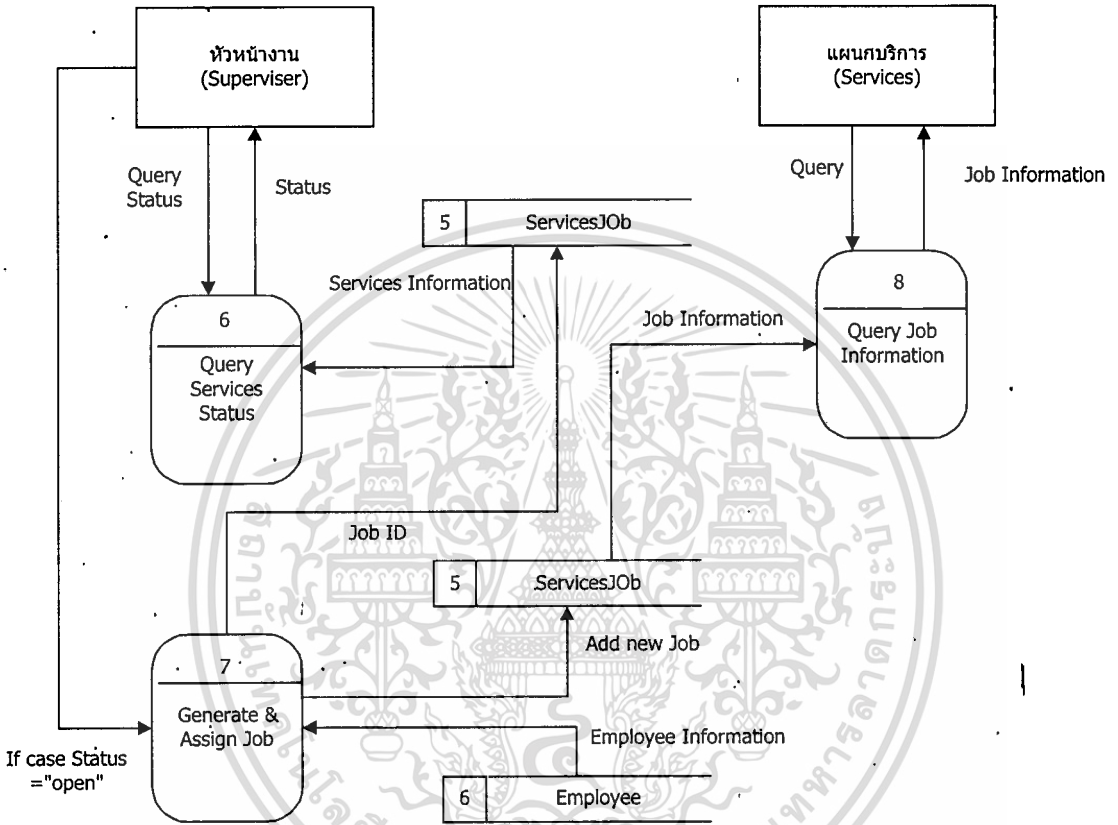 หัวหน้างาน
(Superviser)
แผนกบริการ
(Services)
Query
Status
Status
Query
Job Information
5
ServicesJOb
Services Information
6
Query
Services
Status
Job Information
8
Query Job
Information
Job ID
5
ServicesJOb
Add new Job
7
Generate &
Assign Job
If case Status
="open"
Employee Information
6
Employee